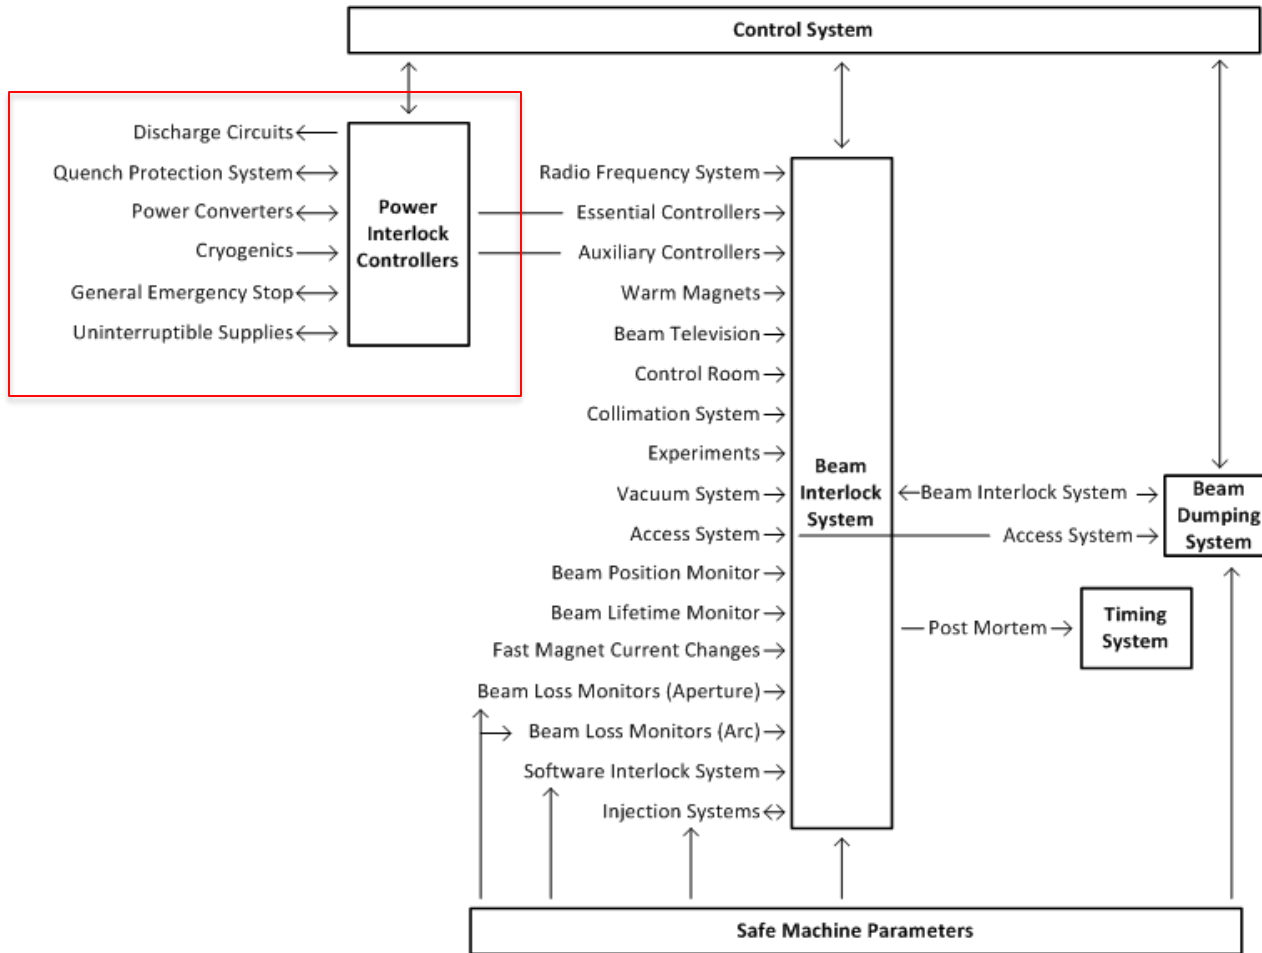 Control System
Discharge Circuits
Quench Protection System
Power Converters
Cryogenics
General Emergency Stop
Uninterruptible Supplies
Power
Interlock
Controllers
Radio Frequency System
Essential Controllers
Auxiliary Controllers
Warm Magnets
Beam Television
Control Room
Collimation System
Experiments
Vacuum System
Access System
Beam Position Monitor
Beam Lifetime Monitor
Fast Magnet Current Changes
Beam Loss Monitors (Aperture)
Beam Loss Monitors (Arc)
Software Interlock System
Injection Systems
Beam
Interlock
System
Beam Interlock System
Access System
Post Mortem
Beam
Dumping
System
Timing
System
Safe Machine Parameters